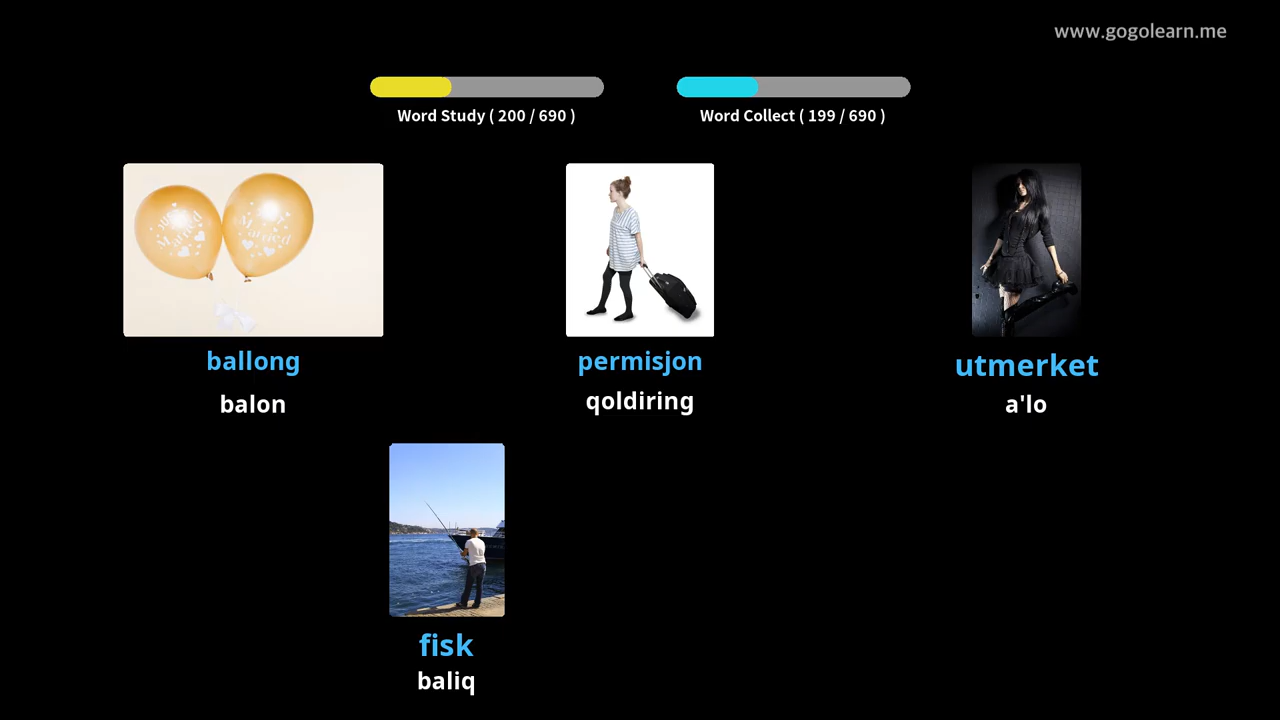 www.gogolearn.me
Word Study ( 200 / 690 )
Word Collect ( 199 / 690 )
ballong
balon
permisjon
qoldiring
utmerket
a'lo
fisk
baliq